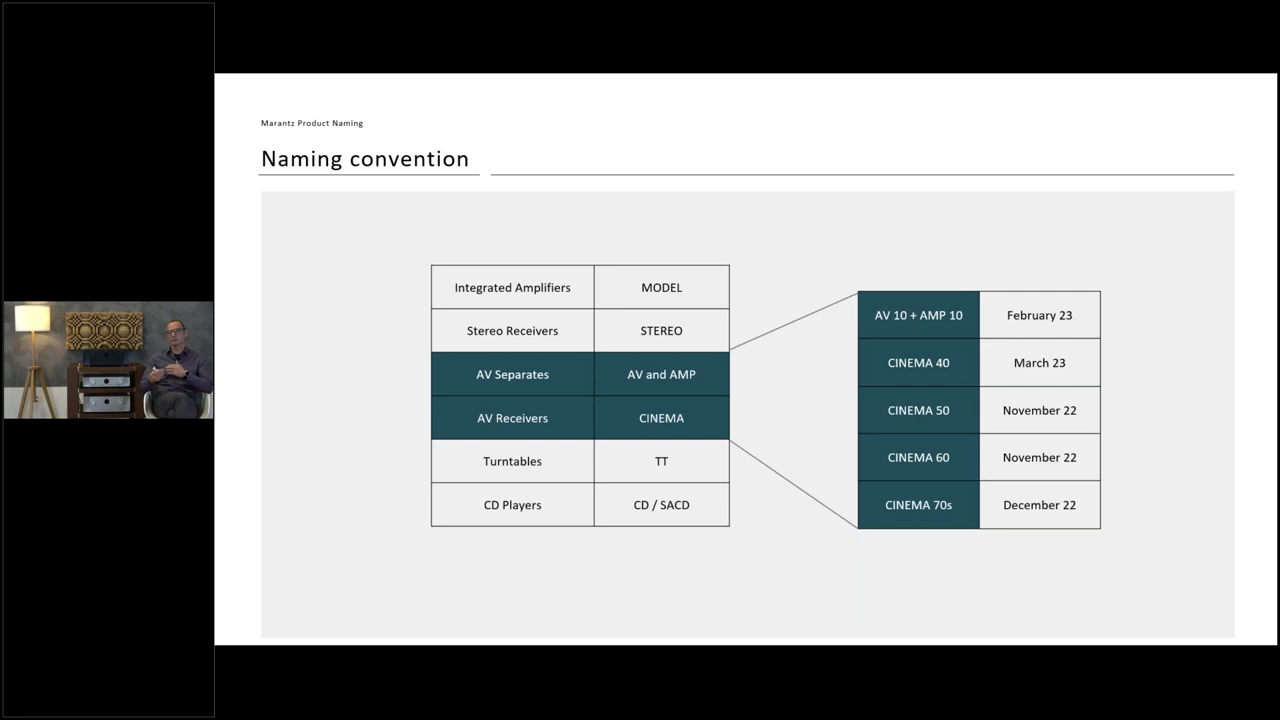 Marantz Product Naming
Naming convention
Integrated Amplifiers MODEL
Stereo Receivers STEREO
AV Separates AV and AMP
AV Receivers CINEMA
Turntables TT
CD Players CD / SACD
AV 10 + AMP 10 February 23
CINEMA 40 March 23
CINEMA 50 November 22
CINEMA 60 November 22
CINEMA 70s December 22